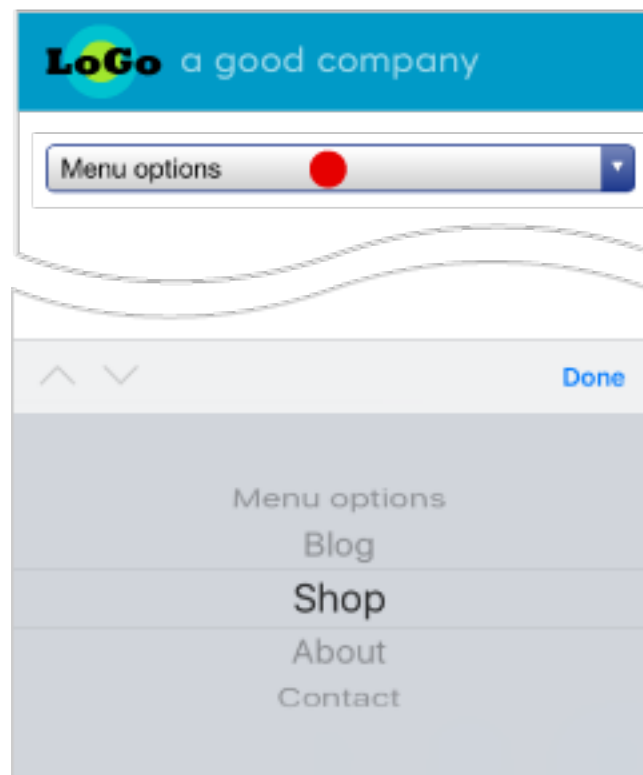 LoGo a good company
Menu options
Done
Menu options
Blog
Shop
About
Contact